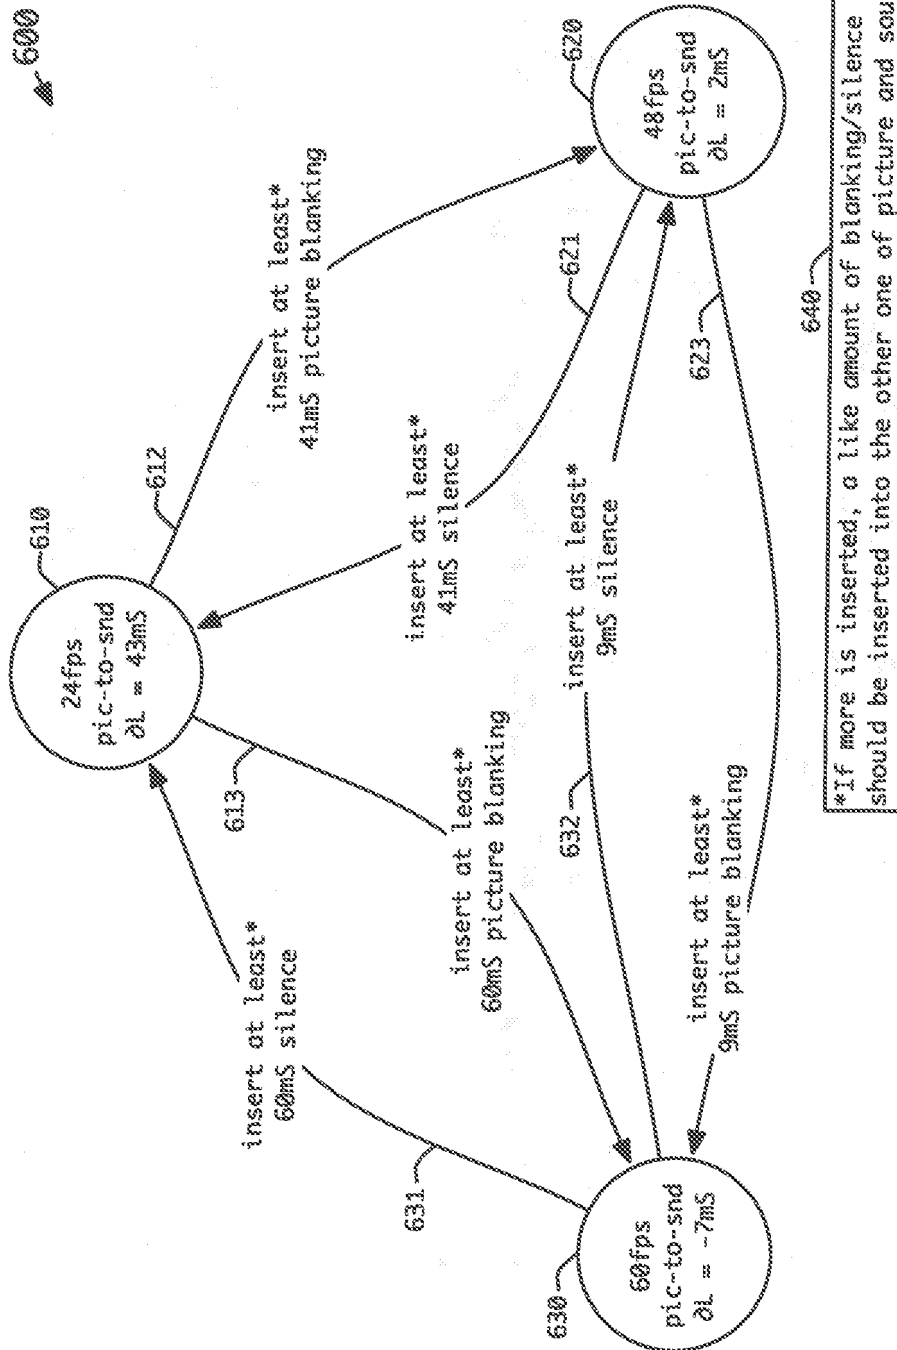 600
610
24fps
pic-to-snd
∂L = 43mS
612
613
insert at least*
60mS silence
insert at least*
41mS picture blanking
631
insert at least*
41mS silence
621
insert at least*
60mS picture blanking
632
insert at least*
9mS silence
630
60fps
pic-to-snd
∂L = -7mS
620
48fps
pic-to-snd
∂L = 2mS
623
insert at least*
9mS picture blanking
640
*If more is inserted, a like amount of blanking/silence
should be inserted into the other one of picture and sou